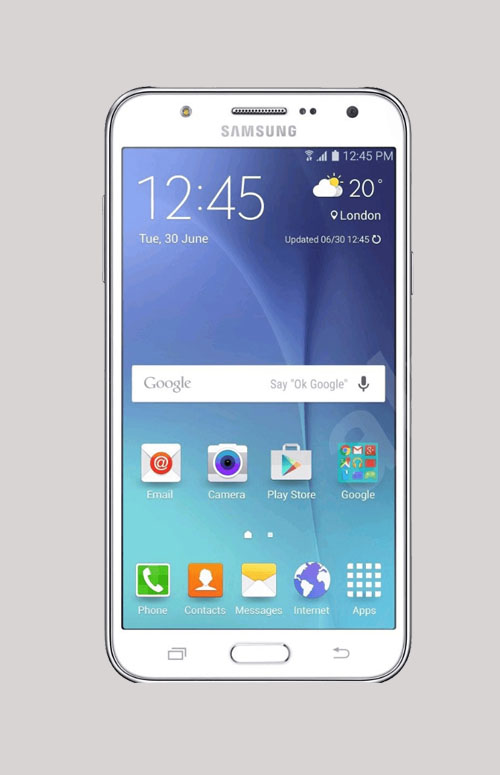 SAMSUNG
12:45 PM
12:45
20°
London
Tue, 30 June
Updated 06/30 12:45
Google
Say "Ok Google"
Email
Camera
Play Store
Google
Phone
Contacts
Messages
Internet
Apps